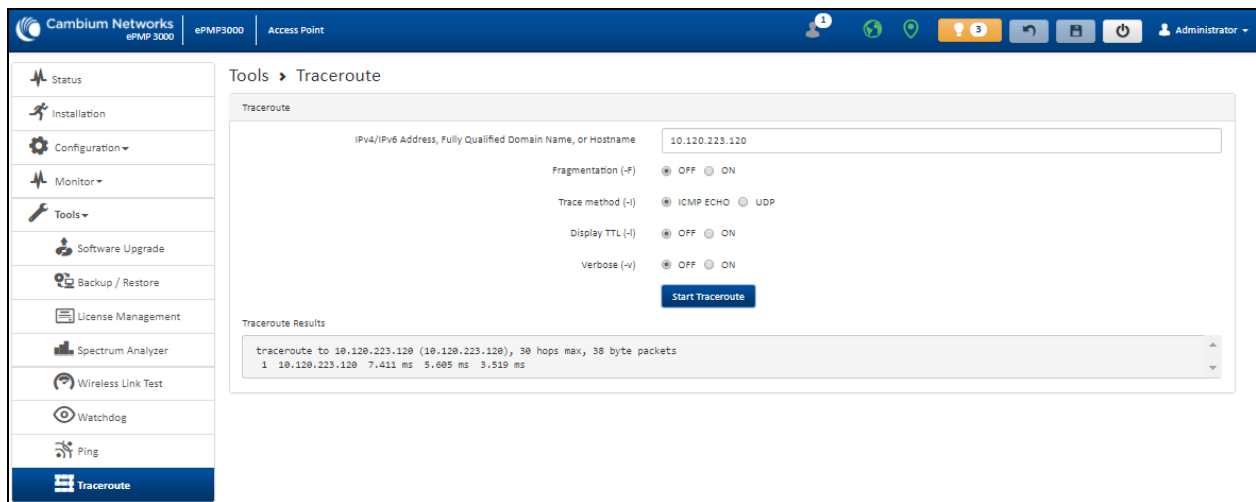 Cambium Networks
ePMP 3000
ePMP3000
Access Point
1
3
Administrator
Status
Installation
Configuration
Monitor
Tools
Software Upgrade
Backup / Restore
License Management
Spectrum Analyzer
Wireless Link Test
Watchdog
Ping
Traceroute
Tools > Traceroute
Traceroute
IPv4/IPv6 Address, Fully Qualified Domain Name, or Hostname 10.120.223.120
Fragmentation (-F) OFF ON
Trace method (-I) ICMP ECHO UDP
Display TTL (-l) OFF ON
Verbose (-v) OFF ON
Start Traceroute
Traceroute Results
traceroute to 10.120.223.120 (10.120.223.120), 30 hops max, 38 byte packets
1 10.120.223.120 7.411 ms 5.605 ms 3.519 ms